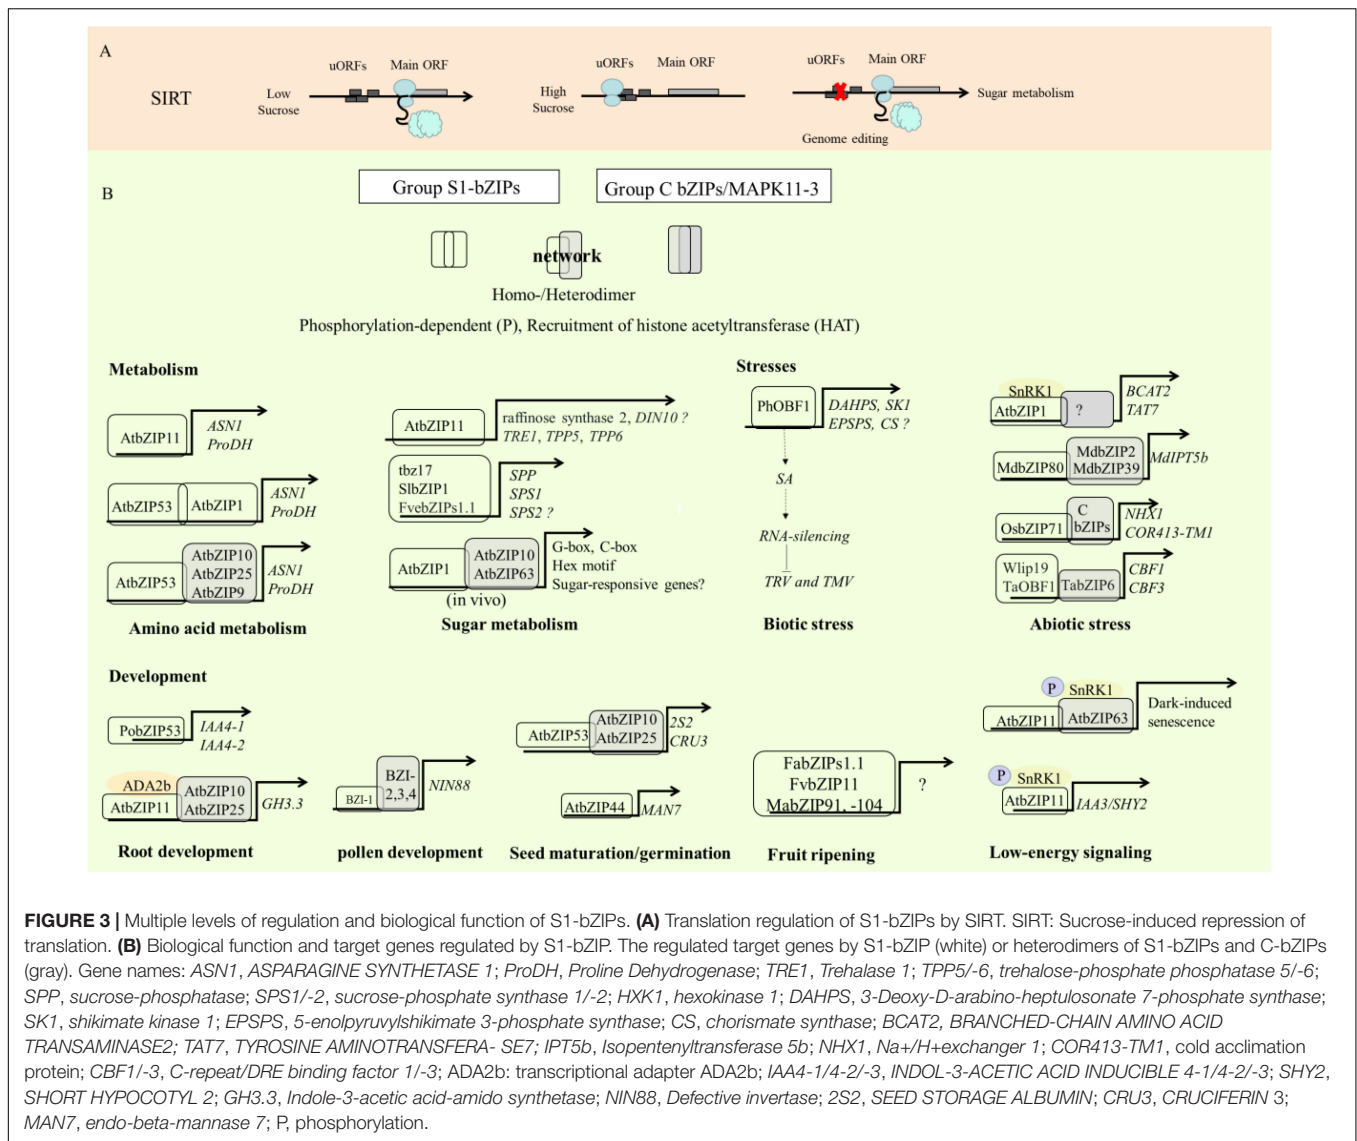 A
SIRT
uORFs Main ORF
Low
Sucrose
uORFs Main ORF
High
Sucrose
uORFs Main ORF
Sugar metabolism
Genome editing
B
Group S1-bZIPs
Group C bZIPs/MAPK11-3
network
Homo-/Heterodimer
Phosphorylation-dependent (P), Recruitment of histone acetyltransferase (HAT)
Metabolism
AtbZIP11
ASN1
ProDH
AtbZIP53 AtbZIP1
ASN1
ProDH
AtbZIP53
AtbZIP10
AtbZIP25
AtbZIP9
ASN1
ProDH
Amino acid metabolism
AtbZIP11
raffinose synthase 2, DIN10 ?
TRE1, TPP5, TPP6
tbz17
SlbZIP1
FvebZIPs1.1
SPP
SPS1
SPS2 ?
AtbZIP1
AtbZIP10
AtbZIP63
(in vivo)
G-box, C-box
Hex motif
Sugar-responsive genes?
Sugar metabolism
Stresses
PhOBF1
DAHPS, SK1
EPSPS, CS ?
SA
RNA-silencing
TRV and TMV
Biotic stress
SnRK1
AtbZIP1 ?
BCAT2
TAT7
MdbZIP80
MdbZIP2
MdbZIP39
MdIPT5b
OsbZIP71
C
bZIPs
NHX1
COR413-TM1
Wlip19
TaOBF1
TabZIP6
CBF1
CBF3
Abiotic stress
Development
PobZIP53
IAA4-1
IAA4-2
ADA2b
AtbZIP11
AtbZIP10
AtbZIP25
GH3.3
Root development
BZI-1
BZI-
2,3,4
NIN88
pollen development
AtbZIP53
AtbZIP10
AtbZIP25
2S2
CRU3
AtbZIP44
MAN7
Seed maturation/germination
FabZIPs1.1
FvbZIP11
MabZIP91, -104
?
Fruit ripening
P SnRK1
AtbZIP11 AtbZIP63
Dark-induced
senescence
P SnRK1
AtbZIP11
IAA3/SHY2
Low-energy signaling
FIGURE 3 | Multiple levels of regulation and biological function of S1-bZIPs. (A) Translation regulation of S1-bZIPs by SIRT. SIRT: Sucrose-induced repression of
translation. (B) Biological function and target genes regulated by S1-bZIP. The regulated target genes by S1-bZIP (white) or heterodimers of S1-bZIPs and C-bZIPs
(gray). Gene names: ASN1, ASPARAGINE SYNTHETASE 1; ProDH, Proline Dehydrogenase; TRE1, Trehalase 1; TPP5/-6, trehalose-phosphate phosphatase 5/-6;
SPP, sucrose-phosphatase; SPS1/-2, sucrose-phosphate synthase 1/-2; HXK1, hexokinase 1; DAHPS, 3-Deoxy-D-arabino-heptulosonate 7-phosphate synthase;
SK1, shikimate kinase 1; EPSPS, 5-enolpyruvylshikimate 3-phosphate synthase; CS, chorismate synthase; BCAT2, BRANCHED-CHAIN AMINO ACID
TRANSAMINASE2; TAT7, TYROSINE AMINOTRANSFERA- SE7; IPT5b, Isopentenyltransferase 5b; NHX1, Na+/H+exchanger 1; COR413-TM1, cold acclimation
protein; CBF1/-3, C-repeat/DRE binding factor 1/-3; ADA2b: transcriptional adapter ADA2b; IAA4-1/4-2/-3, INDOL-3-ACETIC ACID INDUCIBLE 4-1/4-2/-3; SHY2,
SHORT HYPOCOTYL 2; GH3.3, Indole-3-acetic acid-amido synthetase; NIN88, Defective invertase; 2S2, SEED STORAGE ALBUMIN; CRU3, CRUCIFERIN 3;
MAN7, endo-beta-mannase 7; P, phosphorylation.